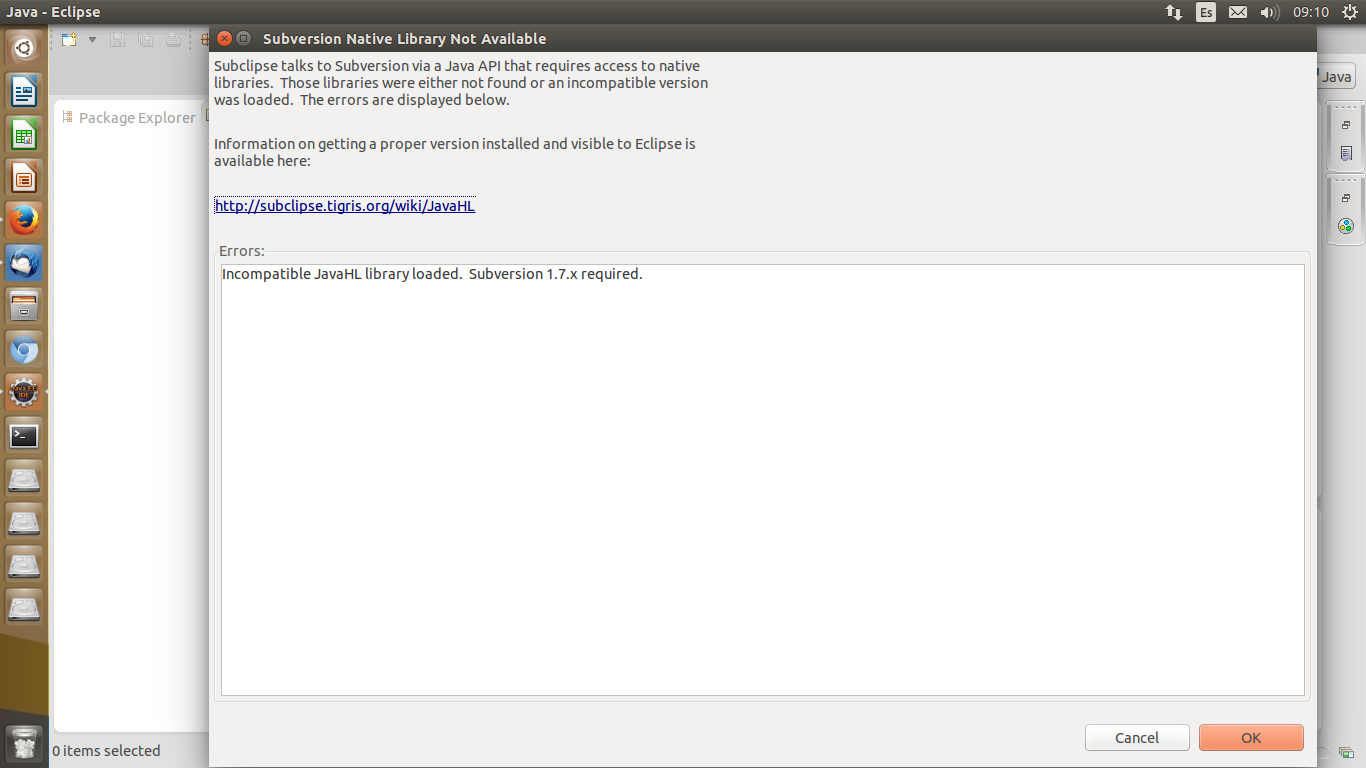 Java - Eclipse
Es
09:10
Subversion Native Library Not Available
Subclipse talks to Subversion via a Java API that requires access to native
libraries.  Those libraries were either not found or an incompatible version
was loaded.  The errors are displayed below.
Java
Package Explorer
Information on getting a proper version installed and visible to Eclipse is
available here:
http://subclipse.tigris.org/wiki/JavaHL
Errors:
Incompatible JavaHL library loaded.  Subversion 1.7.x required.
Java EE
IDE
Cancel
OK
0 items selected